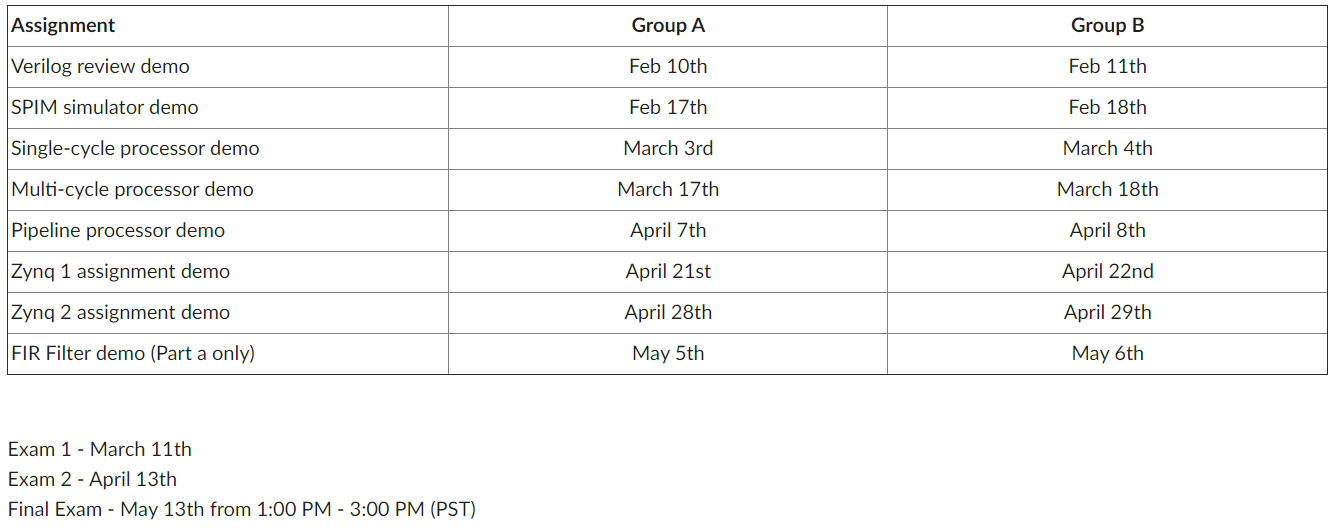 Assignment Group A Group B
Verilog review demo Feb 10th Feb 11th
SPIM simulator demo Feb 17th Feb 18th
Single-cycle processor demo March 3rd March 4th
Multi-cycle processor demo March 17th March 18th
Pipeline processor demo April 7th April 8th
Zynq 1 assignment demo April 21st April 22nd
Zynq 2 assignment demo April 28th April 29th
FIR Filter demo (Part a only) May 5th May 6th
Exam 1 - March 11th
Exam 2 - April 13th
Final Exam - May 13th from 1:00 PM - 3:00 PM (PST)